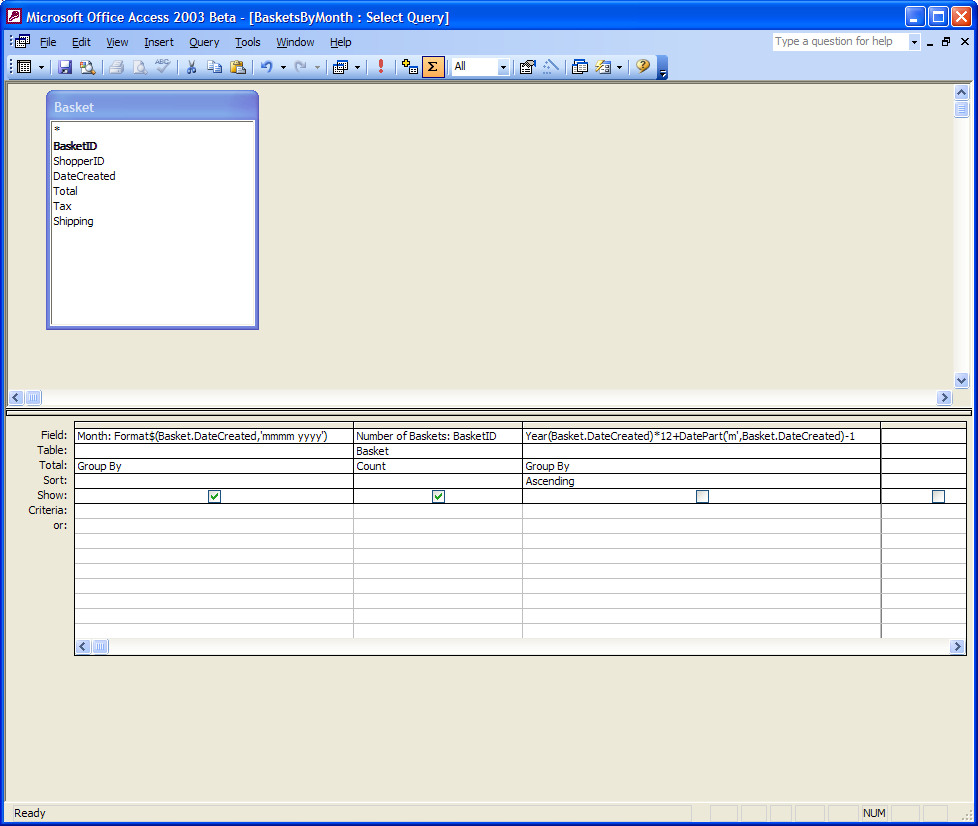 Microsoft Office Access 2003 Beta - [BasketsByMonth : Select Query]
File Edit View Insert Query Tools Window Help Type a question for help
ABC Σ All
Basket
*
BasketID
ShopperID
DateCreated
Total
Tax
Shipping
Field: Month: Format$(Basket.DateCreated,'mmmm yyyy') Number of Baskets: BasketID Year(Basket.DateCreated)*12+DatePart('m',Basket.DateCreated)-1
Table: Basket
Total: Group By Count Group By
Sort: Ascending
Show:
Criteria:
or:
Ready NUM